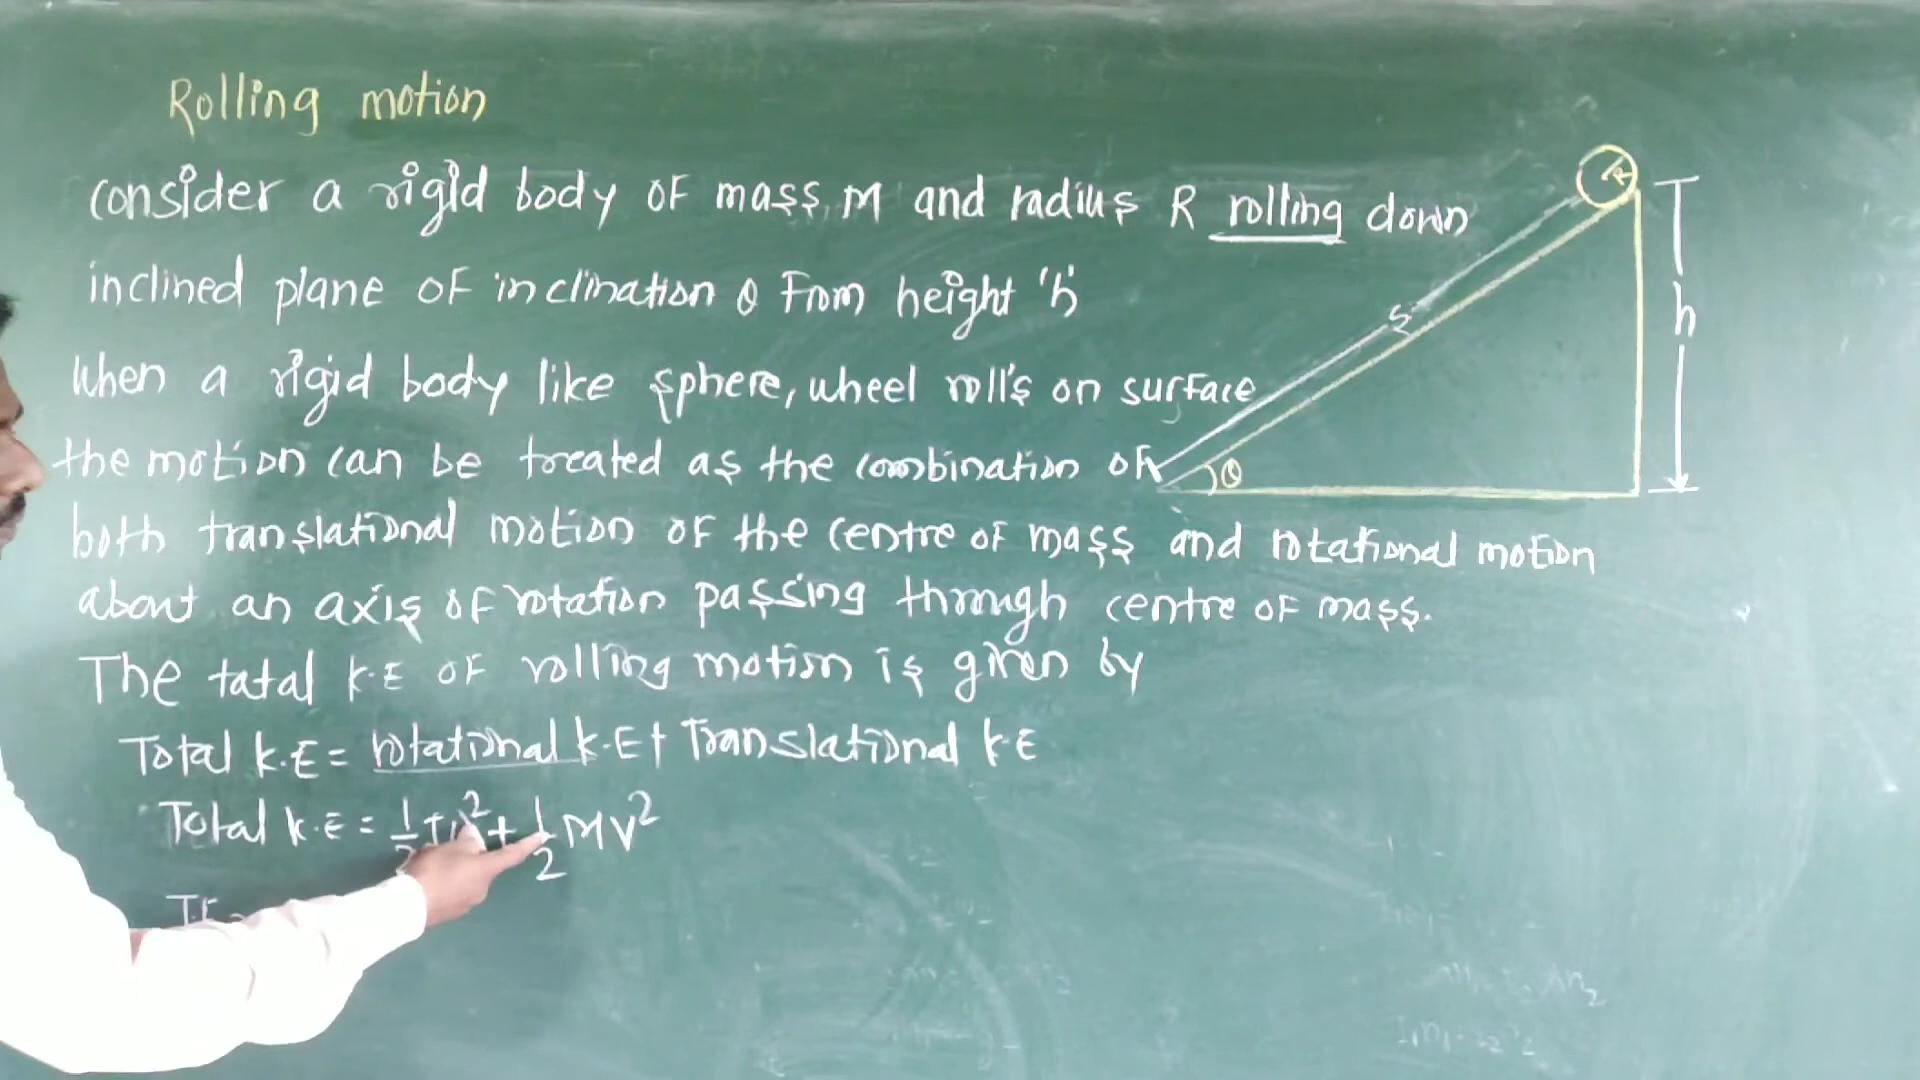 Rolling motion
consider a rigid body of mass M and radius R rolling down
inclined plane of inclination θ from height 'h'
When a rigid body like sphere, wheel roll's on surface
the motion can be treated as the combination of
both translational motion of the centre of mass and rotational motion
about an axis of rotation passing through centre of mass.
The tatal K.E of rolling motion is given by
Total K.E = rotational K.E + Translational K.E
Total K.E = 1/2 I 2 + 1/2 MV²
R
S
h
θ